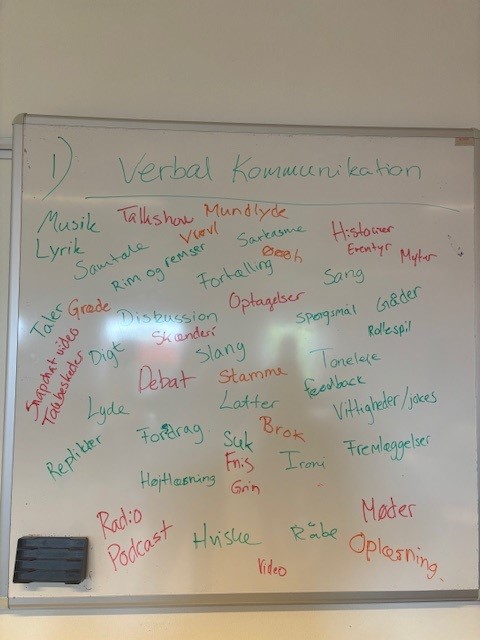 1) Verbal Kommunikation
Musik Talkshow Mundlyde
Lyrik Vrøvl Sarkasme Historier
Samtale Rim og remser Øøøh Eventyr Myter
Fortælling Sang
Taler Græde Optagelser Gåder
Diskussion Spørgsmål Rollespil
Skænderi
Snapchat video
Talebeskeder
Digt Slang Toneleje
Debat Stamme feedback
Lyde Latter Vittigheder/jokes
Replikker Foredrag Suk Brok Fremlæggelser
Fnis Ironi
Højtlæsning Grin
Radio Møder
Podcast Hviske Råbe Oplæsning.
Video